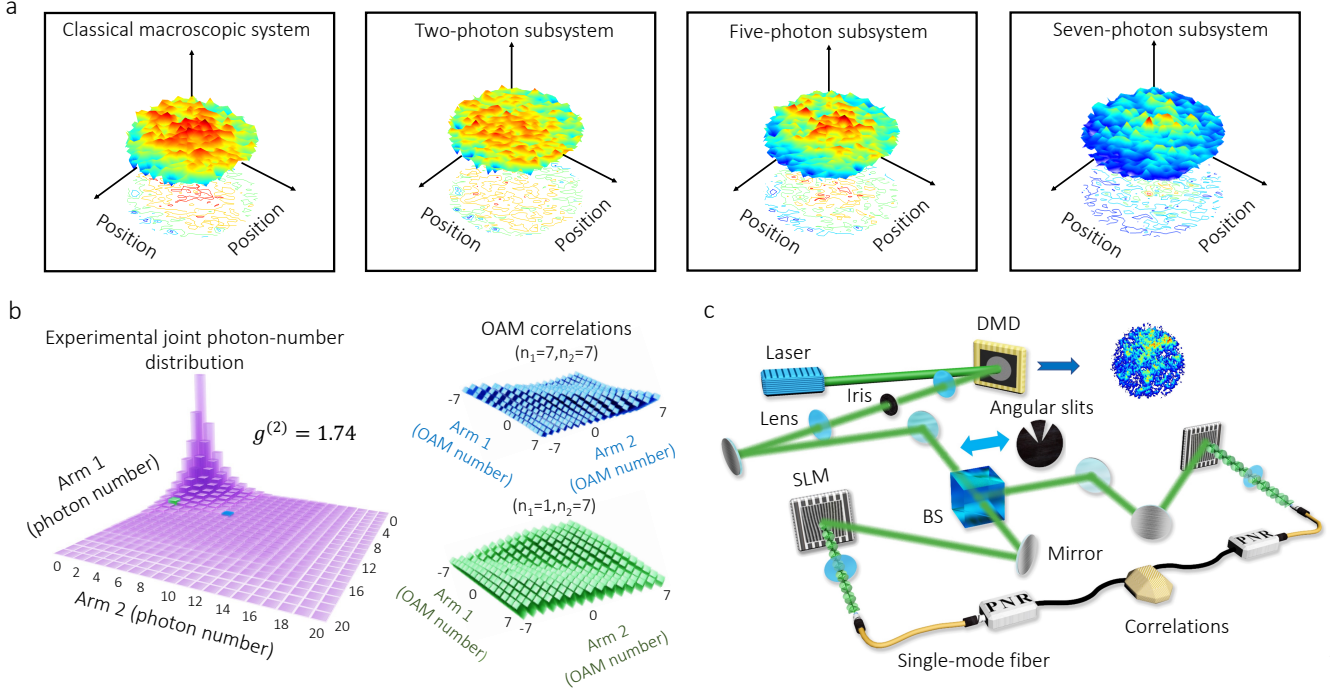 a
Classical macroscopic system
Two-photon subsystem
Five-photon subsystem
Seven-photon subsystem
Position
Position
Position
Position
Position
Position
Position
Position
b
Experimental joint photon-number
distribution
g^(2) = 1.74
Arm 1
(photon number)
0
4
8
12
16
20
0 2 4 6 8 10 12 14 16 18 20
Arm 2 (photon number)
OAM correlations
(n₁=7,n₂=7)
-7
0
7
-7
0
7
Arm 1
(OAM number)
Arm 2
(OAM number)
(n₁=1,n₂=7)
-7
0
7
-7
0
7
Arm 1
(OAM number)
Arm 2
(OAM number)
c
DMD
Laser
Iris
Lens
Angular slits
SLM
BS
Mirror
PNR
PNR
Correlations
Single-mode fiber